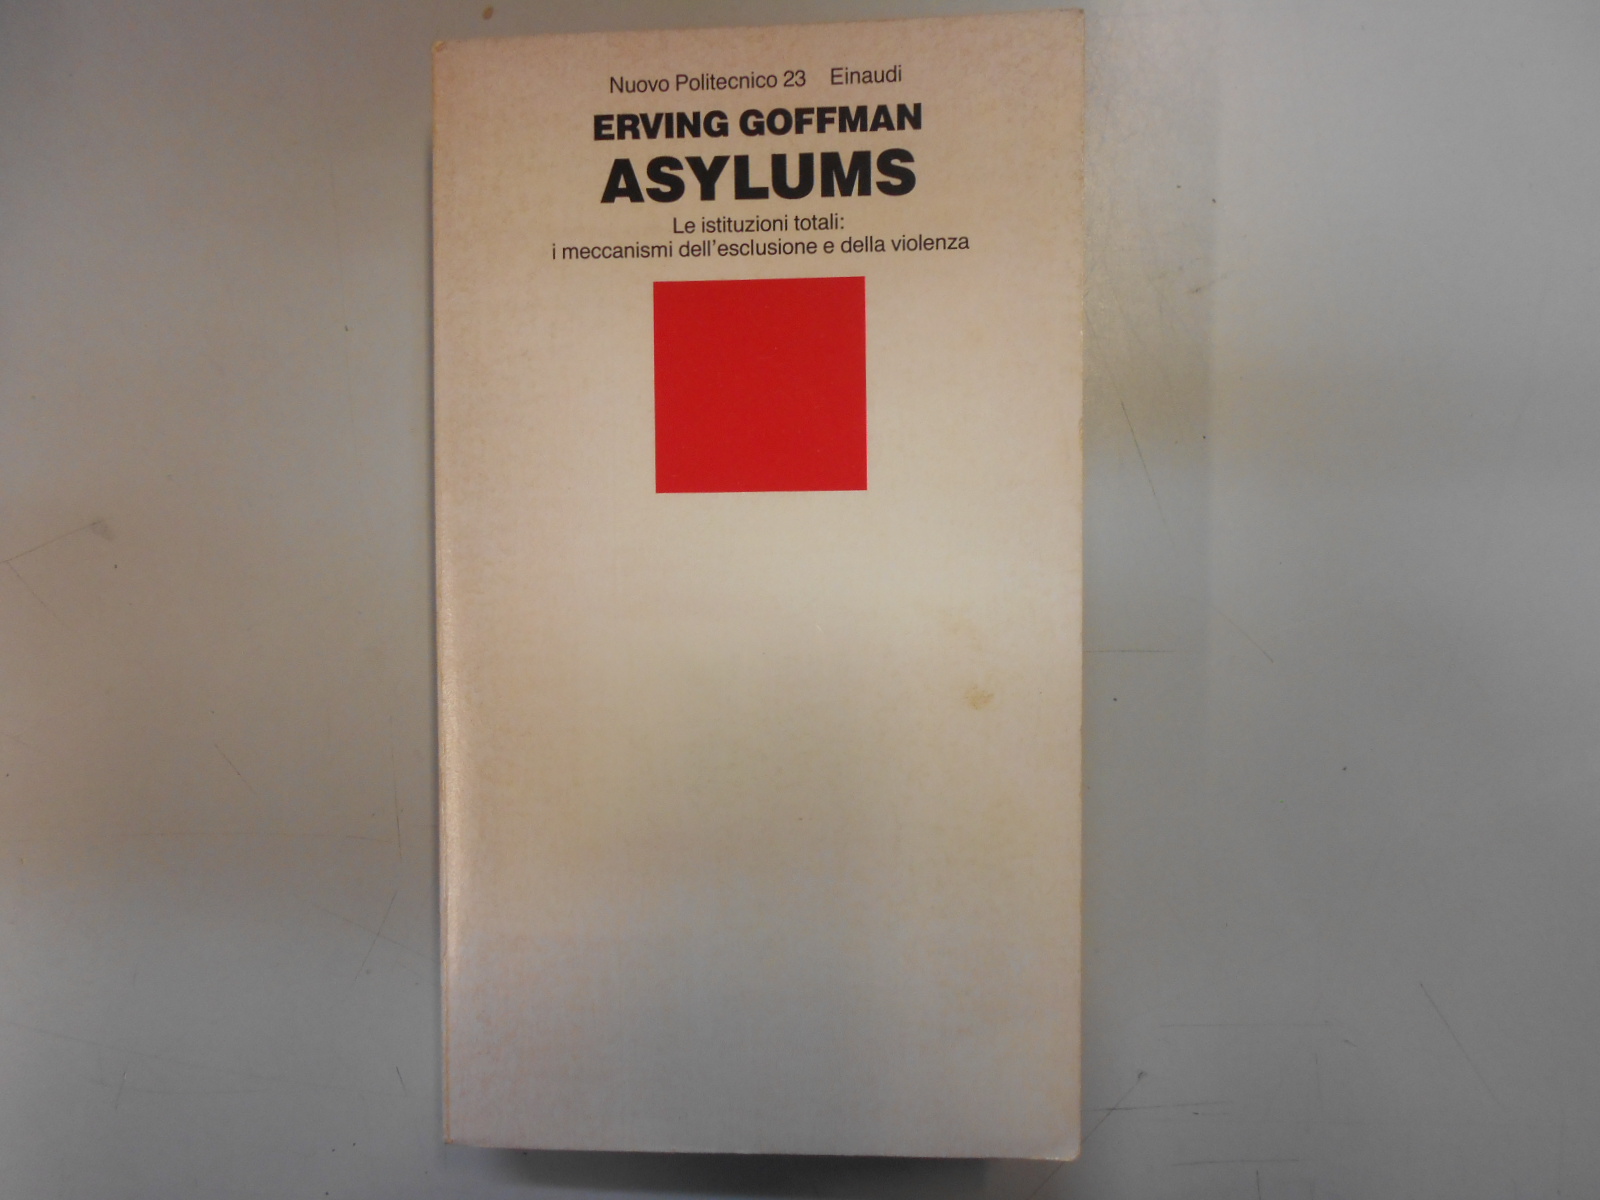 Nuovo Politecnico 23 Einaudi
ERVING GOFFMAN
ASYLUMS
Le istituzioni totali:
i meccanismi dell'esclusione e della violenza